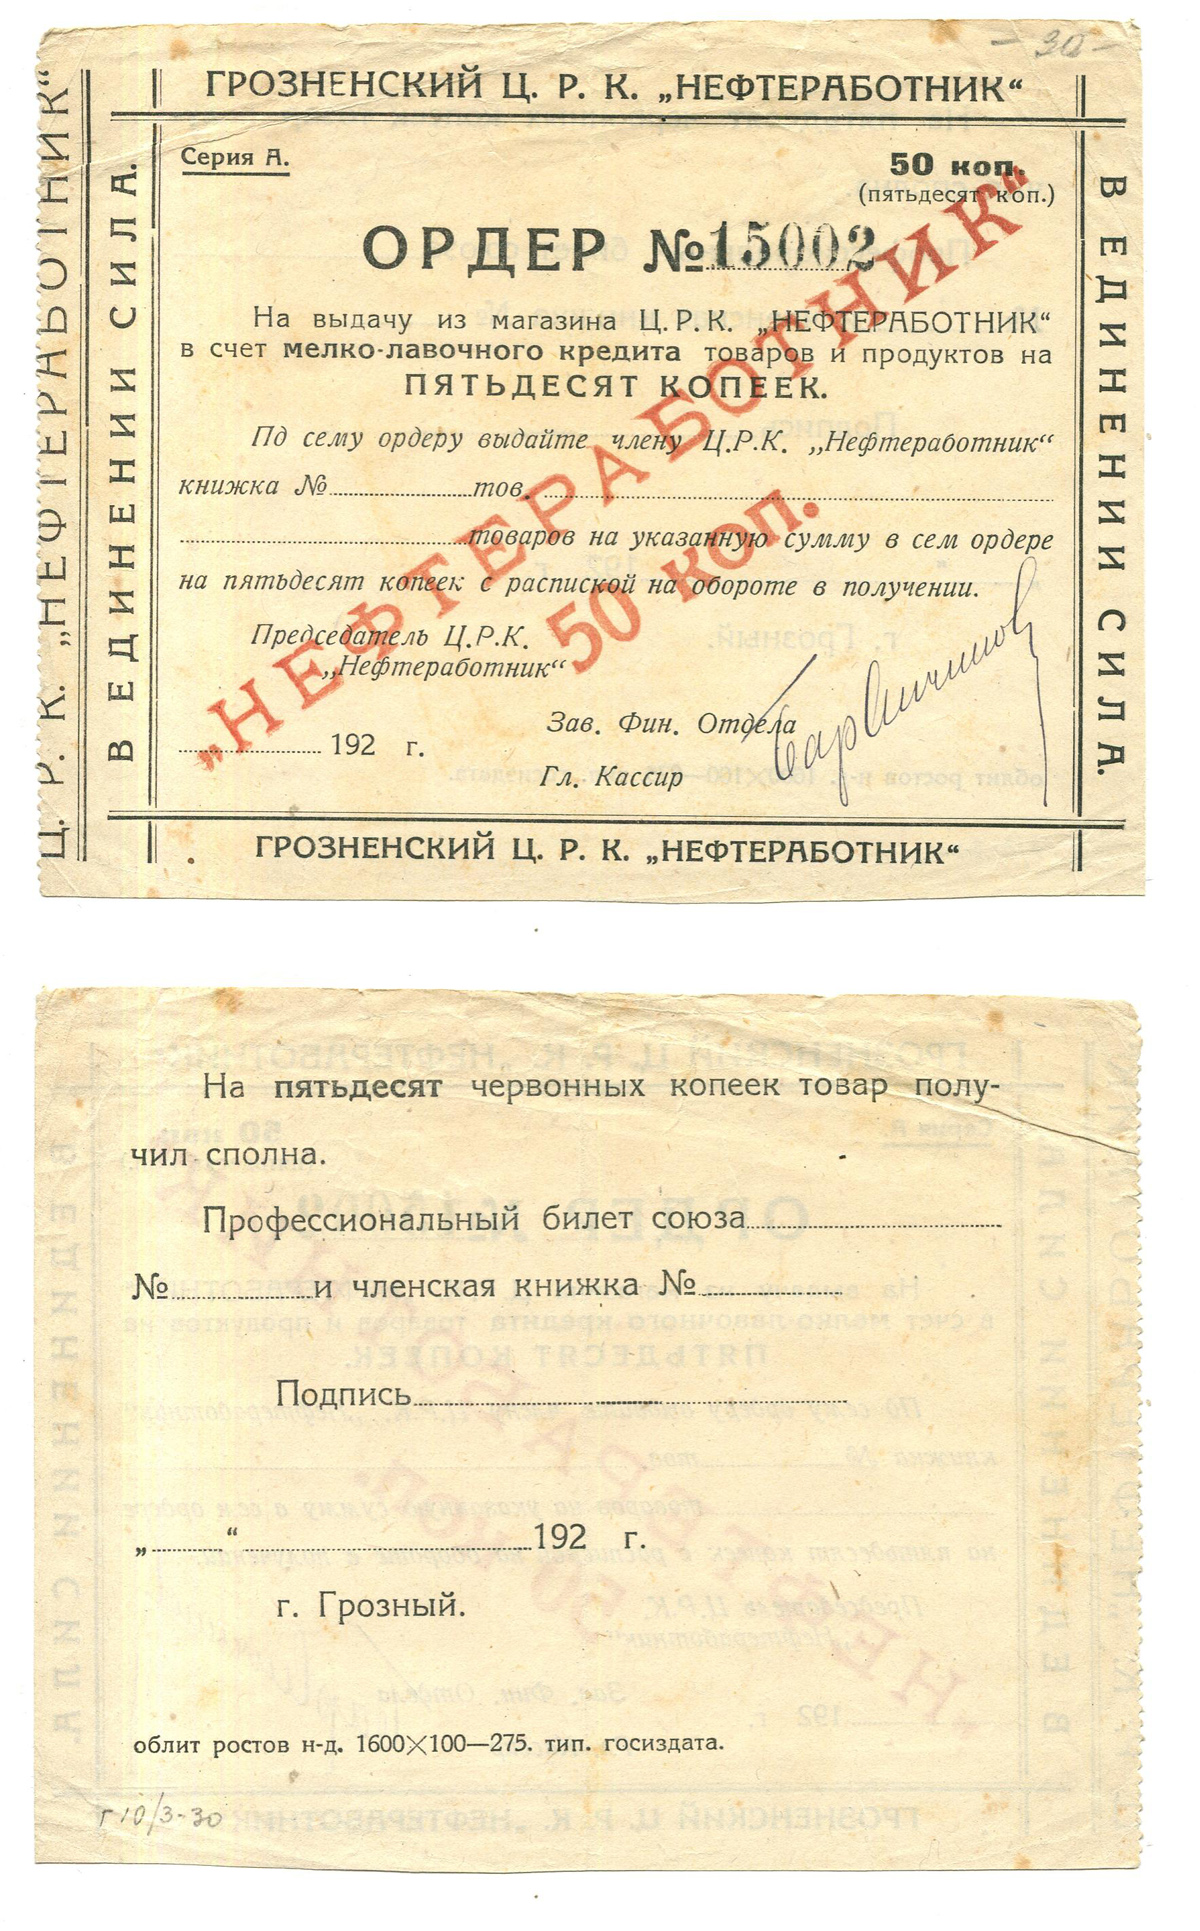 - 30 -
ГРОЗНЕНСКИЙ Ц. Р. К. „НЕФТЕРАБОТНИК“
Ц. Р. К. „НЕФТЕРАБОТНИК“
В ЕДИНЕНИИ СИЛА.
В ЕДИНЕНИИ СИЛА.
Серия А.
50 коп.
(пятьдесят коп.)
ОРДЕР №15002
На выдачу из магазина Ц.Р.К. „НЕФТЕРАБОТНИК“
в счет мелко-лавочного кредита товаров и продуктов на
ПЯТЬДЕСЯТ КОПЕЕК.
Пд сему ордеру выдайте члену Ц.Р.К. „Нефтеработник“
книжка № тов.
товаров на указанную сумму в сем ордере
на пятьдесят копеек с распиской на обороте в получении.
„НЕФТЕРАБОТНИК“
50 коп.
Председатель Ц.Р.К.
„Нефтеработник“
Зав. Фин. Отдела
192 г.
Гл. Кассир
ГРОЗНЕНСКИЙ Ц. Р. К. „НЕФТЕРАБОТНИК“
На пятьдесят червонных копеек товар полу-
чил сполна.
Профессиональный билет союза
№ и членская книжка №
Подпись
„ “ 192 г.
г. Грозный.
облит ростов н-д. 1600×100—275. тип. госиздата.
г 10/3-30